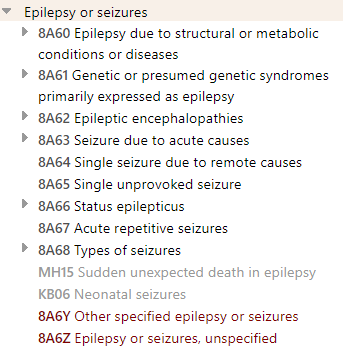 Epilepsy or seizures
8A60 Epilepsy due to structural or metabolic
conditions or diseases
8A61 Genetic or presumed genetic syndromes
primarily expressed as epilepsy
8A62 Epileptic encephalopathies
8A63 Seizure due to acute causes
8A64 Single seizure due to remote causes
8A65 Single unprovoked seizure
8A66 Status epilepticus
8A67 Acute repetitive seizures
8A68 Types of seizures
MH15 Sudden unexpected death in epilepsy
KB06 Neonatal seizures
8A6Y Other specified epilepsy or seizures
8A6Z Epilepsy or seizures, unspecified